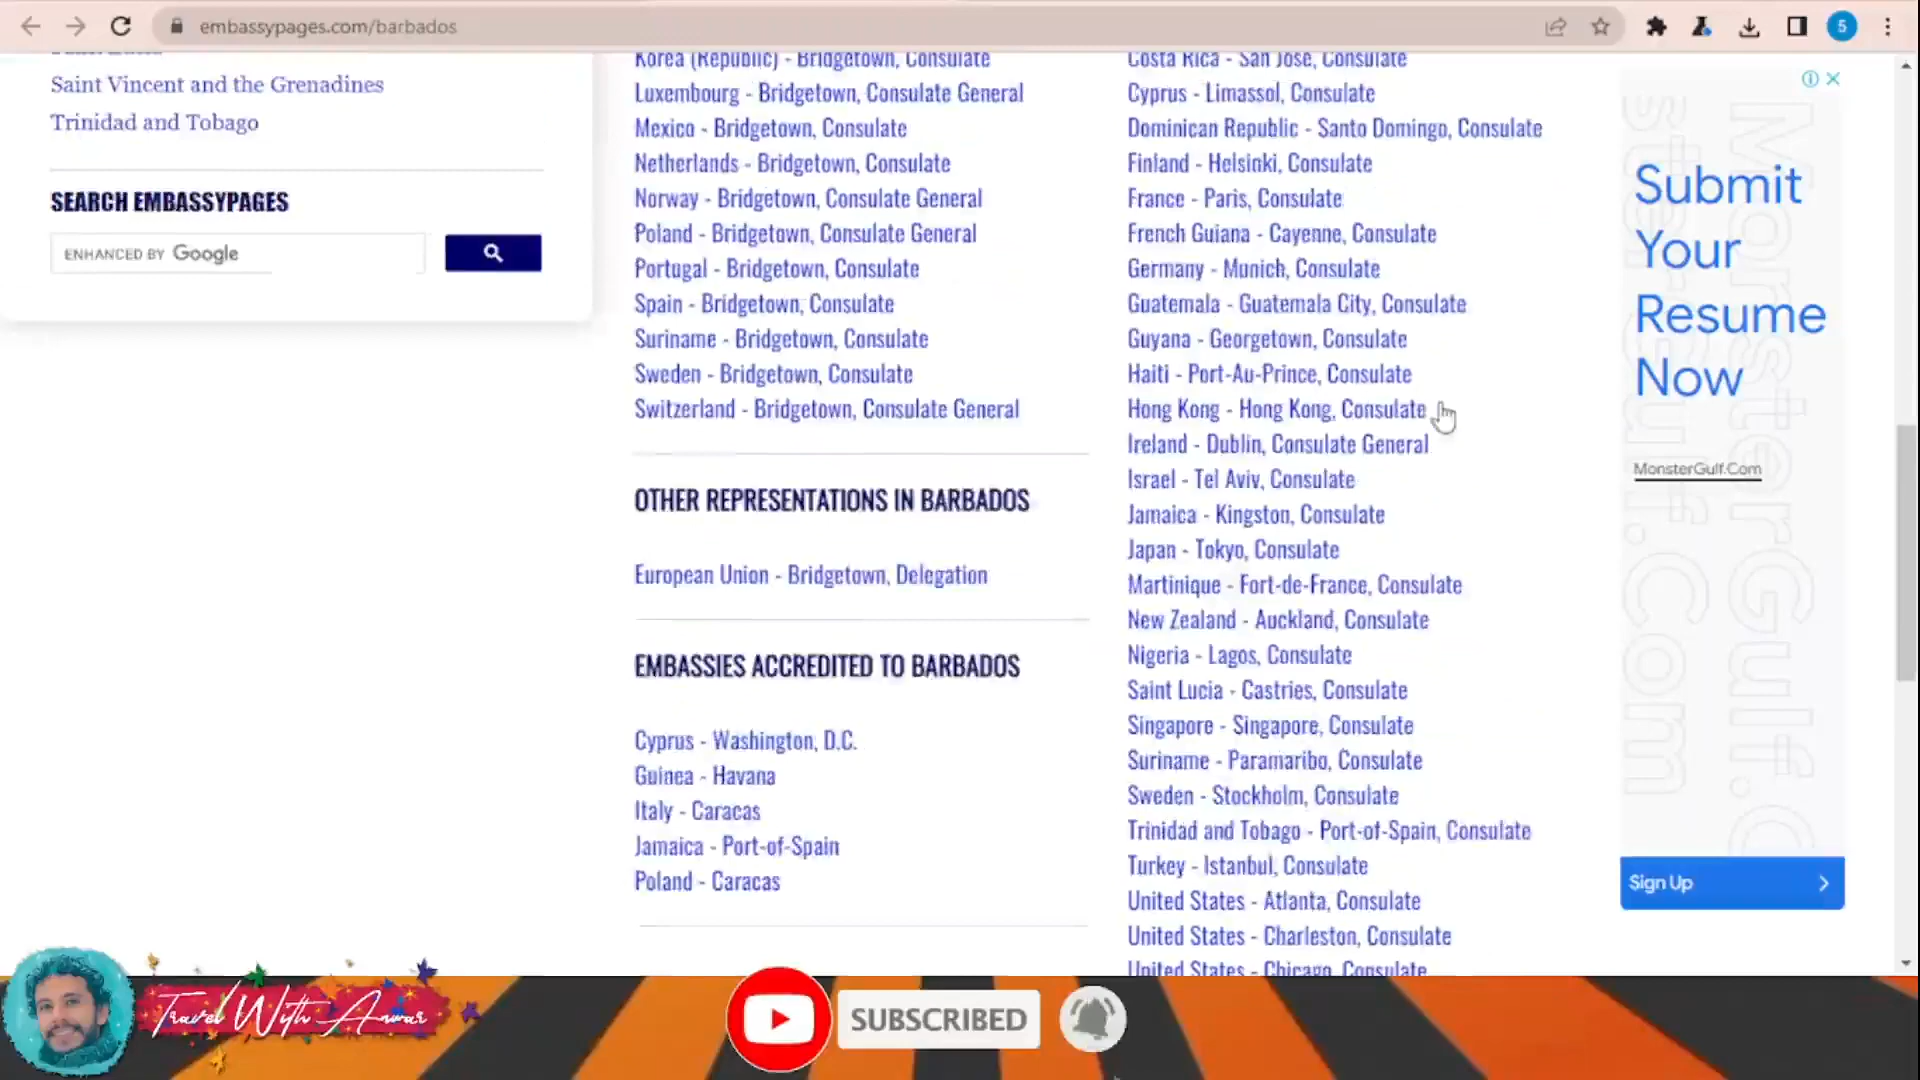 embassypages.com/barbados
5
Saint Vincent and the Grenadines
Trinidad and Tobago
SEARCH EMBASSYPAGES
ENHANCED BY Google
Korea (Republic) - Bridgetown, Consulate
Luxembourg - Bridgetown, Consulate General
Mexico - Bridgetown, Consulate
Netherlands - Bridgetown, Consulate
Norway - Bridgetown, Consulate General
Poland - Bridgetown, Consulate General
Portugal - Bridgetown, Consulate
Spain - Bridgetown, Consulate
Suriname - Bridgetown, Consulate
Sweden - Bridgetown, Consulate
Switzerland - Bridgetown, Consulate General
OTHER REPRESENTATIONS IN BARBADOS
European Union - Bridgetown, Delegation
EMBASSIES ACCREDITED TO BARBADOS
Cyprus - Washington, D.C.
Guinea - Havana
Italy - Caracas
Jamaica - Port-of-Spain
Poland - Caracas
Costa Rica - San Jose, Consulate
Cyprus - Limassol, Consulate
Dominican Republic - Santo Domingo, Consulate
Finland - Helsinki, Consulate
France - Paris, Consulate
French Guiana - Cayenne, Consulate
Germany - Munich, Consulate
Guatemala - Guatemala City, Consulate
Guyana - Georgetown, Consulate
Haiti - Port-Au-Prince, Consulate
Hong Kong - Hong Kong, Consulate
Ireland - Dublin, Consulate General
Israel - Tel Aviv, Consulate
Jamaica - Kingston, Consulate
Japan - Tokyo, Consulate
Martinique - Fort-de-France, Consulate
New Zealand - Auckland, Consulate
Nigeria - Lagos, Consulate
Saint Lucia - Castries, Consulate
Singapore - Singapore, Consulate
Suriname - Paramaribo, Consulate
Sweden - Stockholm, Consulate
Trinidad and Tobago - Port-of-Spain, Consulate
Turkey - Istanbul, Consulate
United States - Atlanta, Consulate
United States - Charleston, Consulate
United States - Chicago, Consulate
Submit
Your
Resume
Now
MonsterGulf.Com
Sign Up
Travel With Anwar
SUBSCRIBED